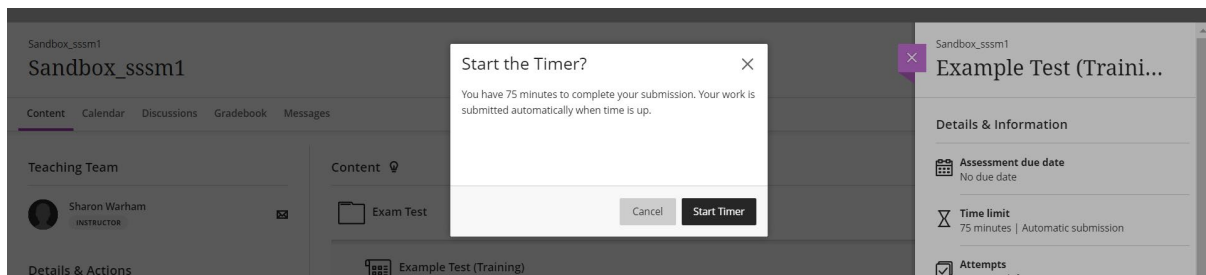 Sandbox_sssm1
Sandbox_sssm1
Content Calendar Discussions Gradebook Messages
Teaching Team
Sharon Warham
INSTRUCTOR
Details & Actions
Content
Exam Test
Example Test (Training)
Start the Timer?
You have 75 minutes to complete your submission. Your work is
submitted automatically when time is up.
Cancel Start Timer
Sandbox_sssm1
Example Test (Traini...
Details & Information
Assessment due date
No due date
Time limit
75 minutes | Automatic submission
Attempts